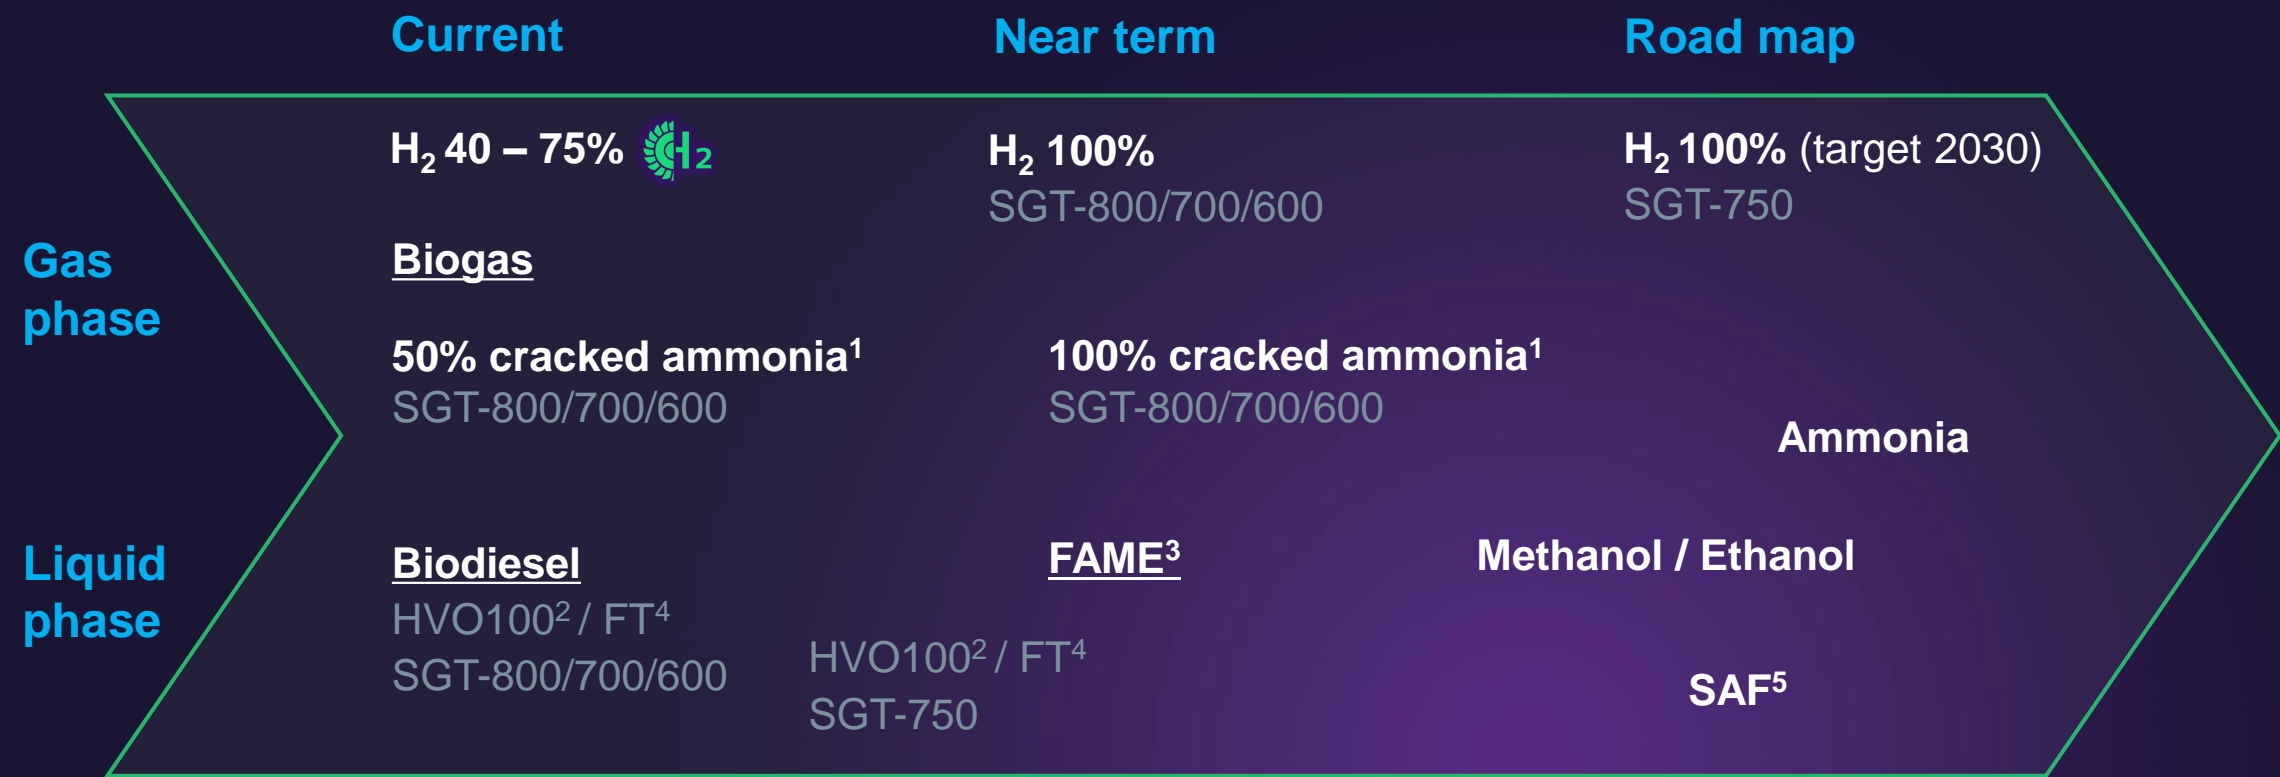 Current
Near term
Road map
Gas
phase
H₂ 40 – 75%
H₂
H₂ 100%
SGT-800/700/600
H₂ 100% (target 2030)
SGT-750
Biogas
50% cracked ammonia¹
SGT-800/700/600
100% cracked ammonia¹
SGT-800/700/600
Ammonia
Liquid
phase
Biodiesel
HVO100² / FT⁴
SGT-800/700/600
HVO100² / FT⁴
SGT-750
FAME³
Methanol / Ethanol
SAF⁵